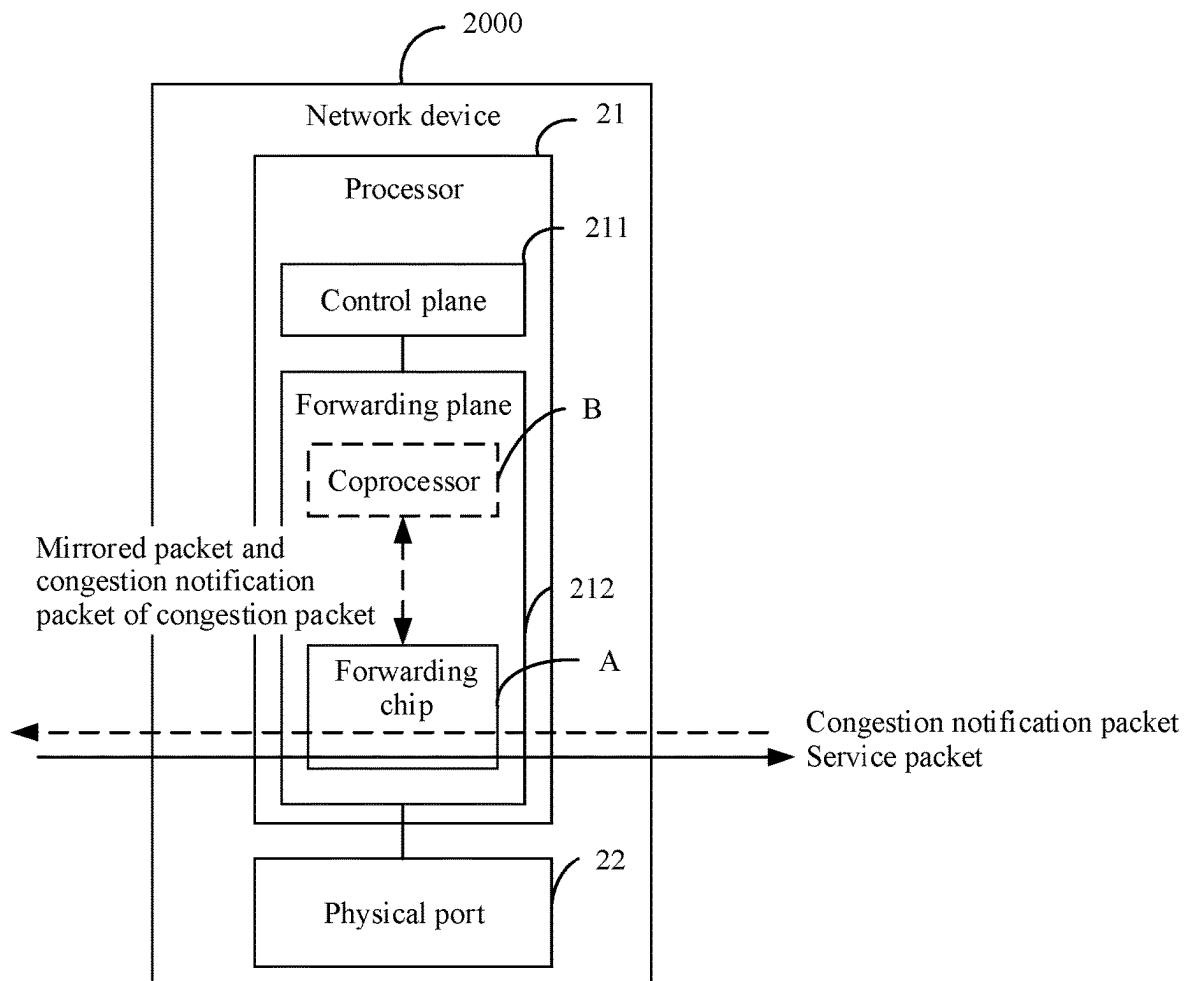 2000
Network device
21
Processor
211
Control plane
Forwarding plane
B
Coprocessor
Mirrored packet and
congestion notification
packet of congestion packet
212
Forwarding
chip
A
Congestion notification packet
Service packet
22
Physical port